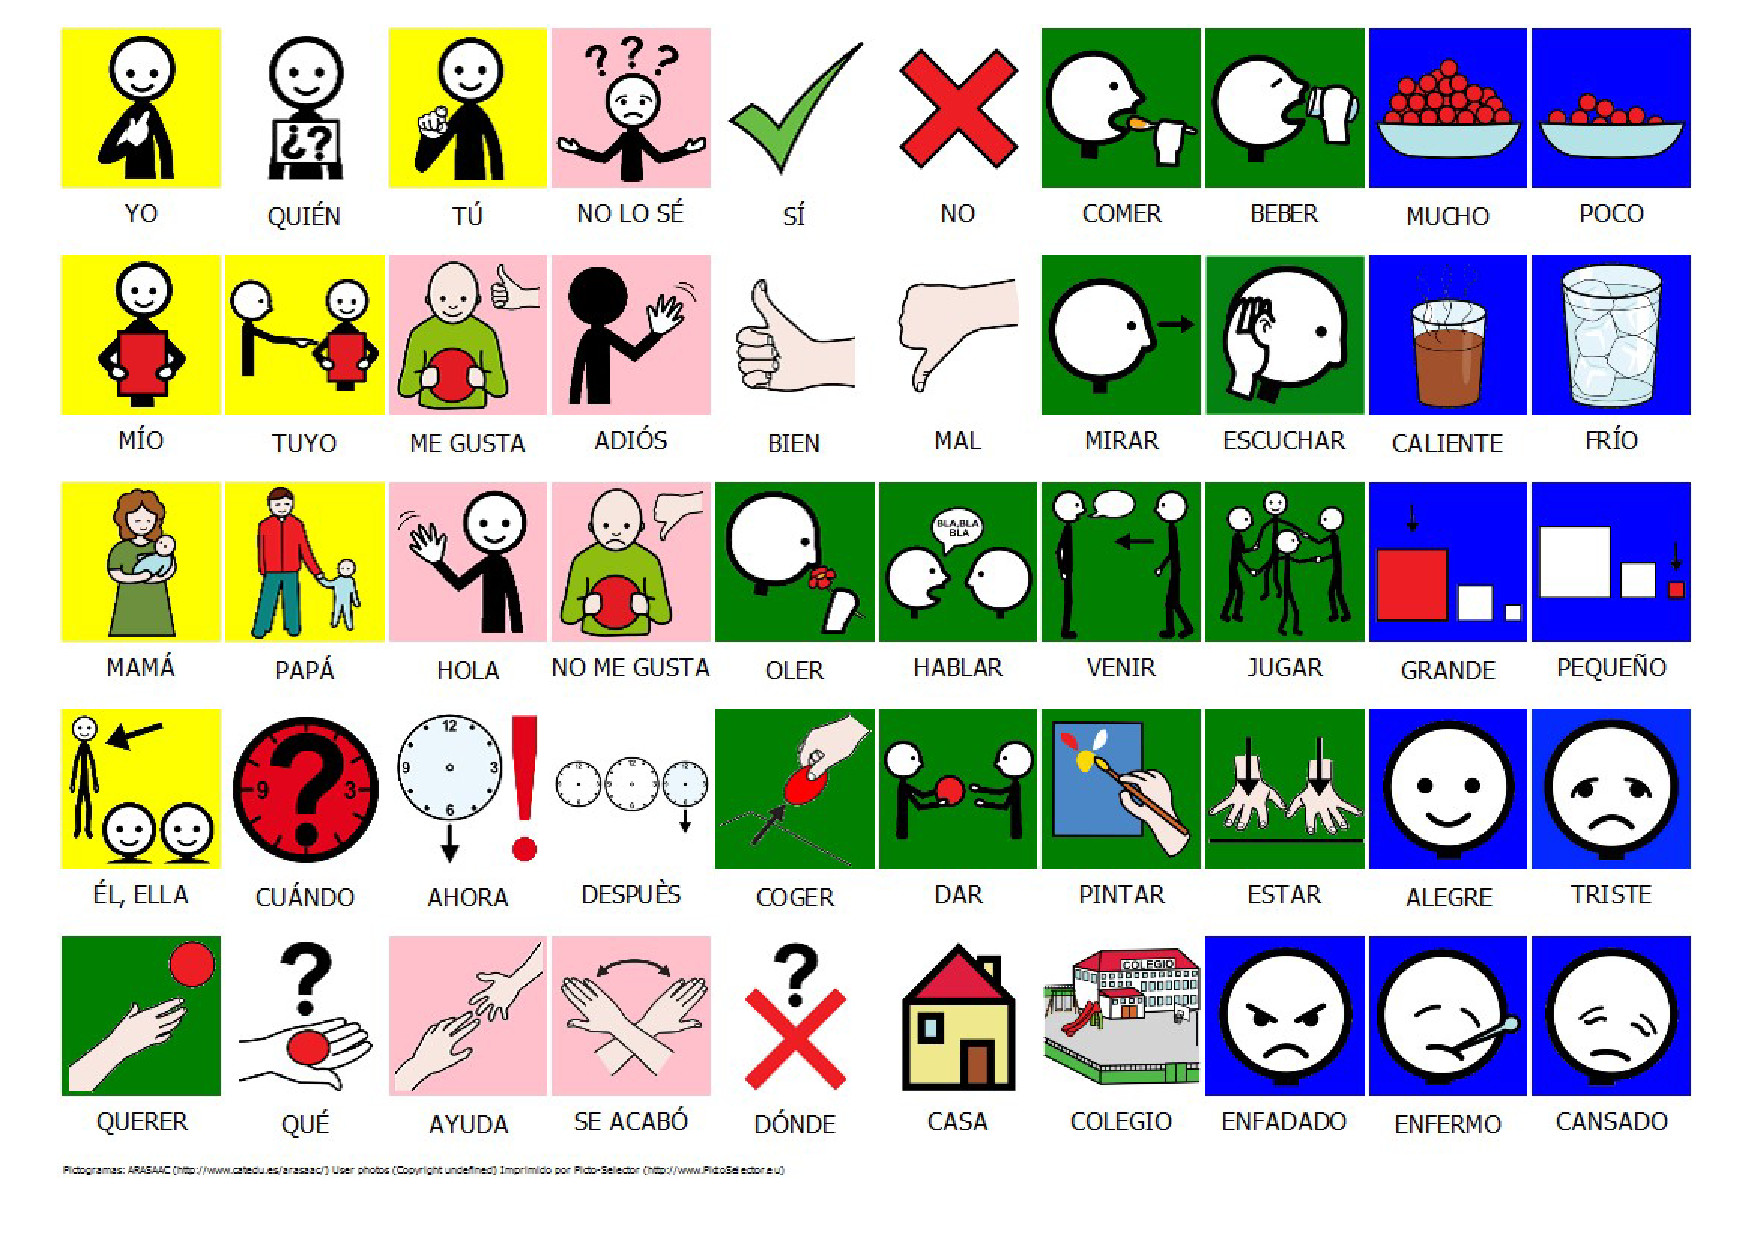 ¿?
? ? ?
YO QUIÉN TÚ NO LO SÉ SÍ NO COMER BEBER MUCHO POCO
MÍO TUYO ME GUSTA ADIÓS BIEN MAL MIRAR ESCUCHAR CALIENTE FRÍO
BLA,BLA
BLA
MAMÁ PAPÁ HOLA NO ME GUSTA OLER HABLAR VENIR JUGAR GRANDE PEQUEÑO
9 ? 3
12
9 3
6
!
ÉL, ELLA CUÁNDO AHORA DESPUÈS COGER DAR PINTAR ESTAR ALEGRE TRISTE
?
?
COLEGIO
QUERER QUÉ AYUDA SE ACABÓ DÓNDE CASA COLEGIO ENFADADO ENFERMO CANSADO
Pictogramas: ARASAAC (http://www.catedu.es/arasaac/) User photos (Copyright undefined) Imprimido por Picto-Selector (http://www.PictoSelector.eu)